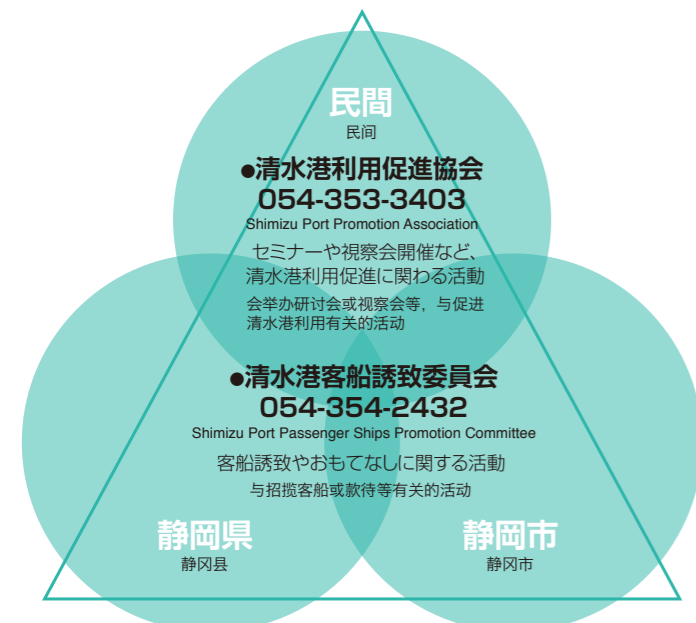 民間
民间
●清水港利用促進協会
054-353-3403
Shimizu Port Promotion Association
セミナーや視察会開催など、
清水港利用促進に関わる活動
会举办研讨会或视察会等，与促进
清水港利用有关的活动
●清水港客船誘致委員会
054-354-2432
Shimizu Port Passenger Ships Promotion Committee
客船誘致やおもてなしに関する活動
与招揽客船或款待等有关的活动
静岡県
静冈县
静岡市
静冈市